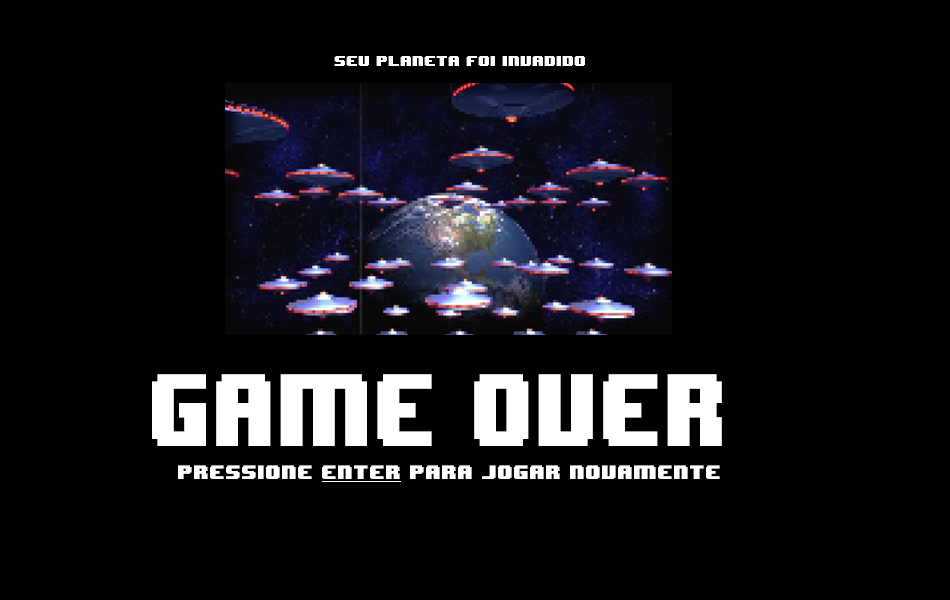 SEU PLANETA FOI INVADIDO
GAME OVER
PRESSIONE ENTER PARA JOGAR NOVAMENTE